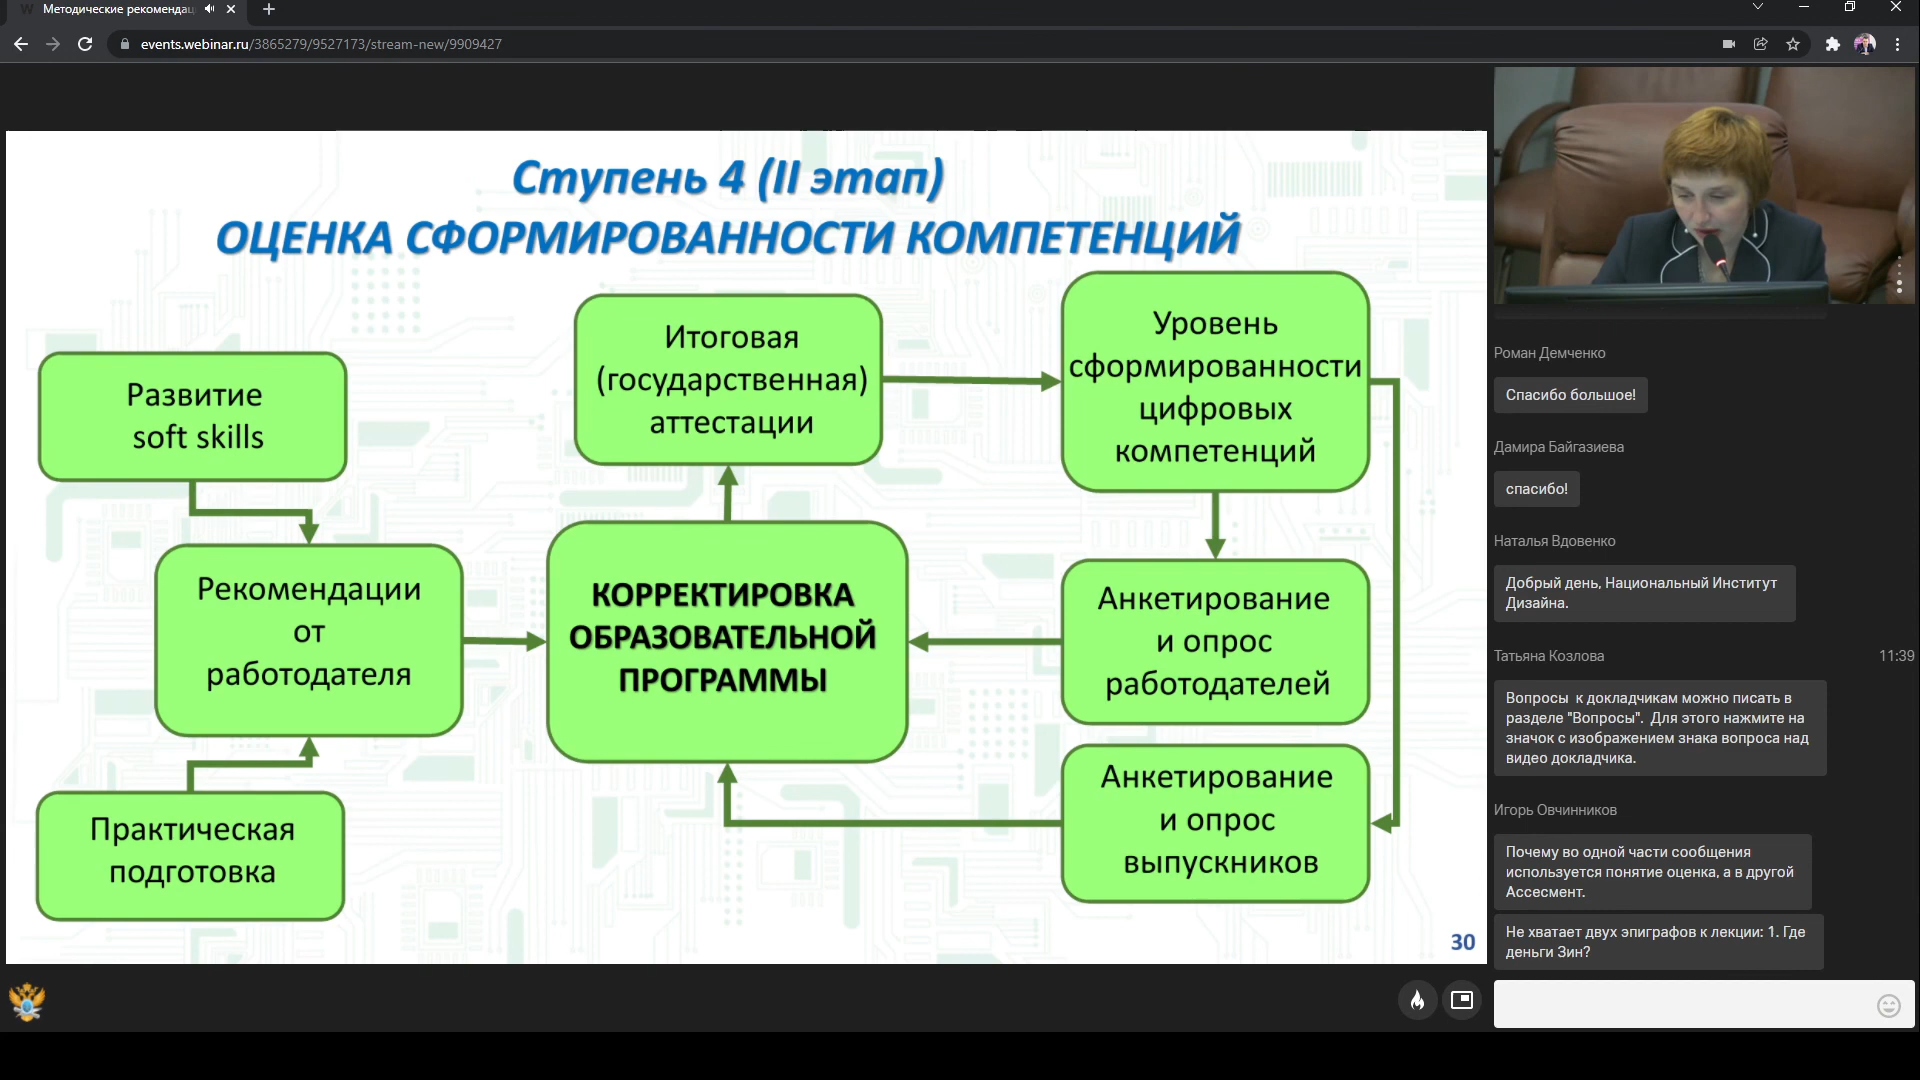 Методические рекомендац
events.webinar.ru/3865279/9527173/stream-new/9909427
Ступень 4 (II этап)
ОЦЕНКА СФОРМИРОВАННОСТИ КОМПЕТЕНЦИЙ
Развитие
soft skills
Рекомендации
от
работодателя
Практическая
подготовка
Итоговая
(государственная)
аттестации
КОРРЕКТИРОВКА
ОБРАЗОВАТЕЛЬНОЙ
ПРОГРАММЫ
Уровень
сформированности
цифровых
компетенций
Анкетирование
и опрос
работодателей
Анкетирование
и опрос
выпускников
30
Роман Демченко
Спасибо большое!
Дамира Байгазиева
спасибо!
Наталья Вдовенко
Добрый день, Национальный Институт
Дизайна.
Татьяна Козлова 11:39
Вопросы к докладчикам можно писать в
разделе "Вопросы". Для этого нажмите на
значок с изображением знака вопроса над
видео докладчика.
Игорь Овчинников
Почему во одной части сообщения
используется понятие оценка, а в другой
Ассесмент.
Не хватает двух эпиграфов к лекции: 1. Где
деньги Зин?